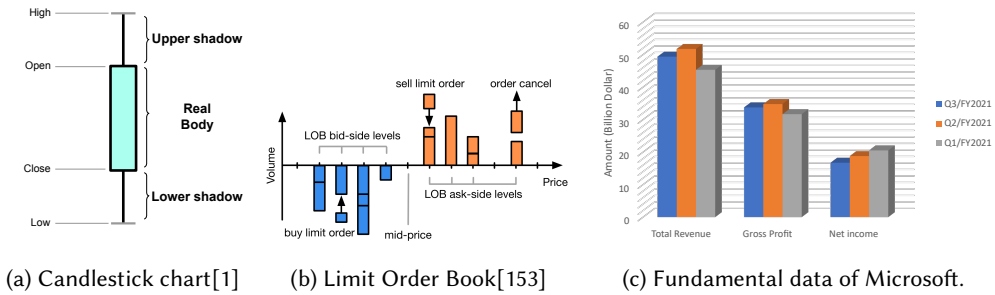 High
Upper shadow
Open
Real
Body
Close
Lower shadow
Low
(a) Candlestick chart[1]
sell limit order
order cancel
LOB bid-side levels
Volume
Price
LOB ask-side levels
buy limit order
mid-price
(b) Limit Order Book[153]
60
50
40
30
20
10
0
Amount (Billion Dollar)
Total Revenue
Gross Profit
Net income
Q3/FY2021
Q2/FY2021
Q1/FY2021
(c) Fundamental data of Microsoft.